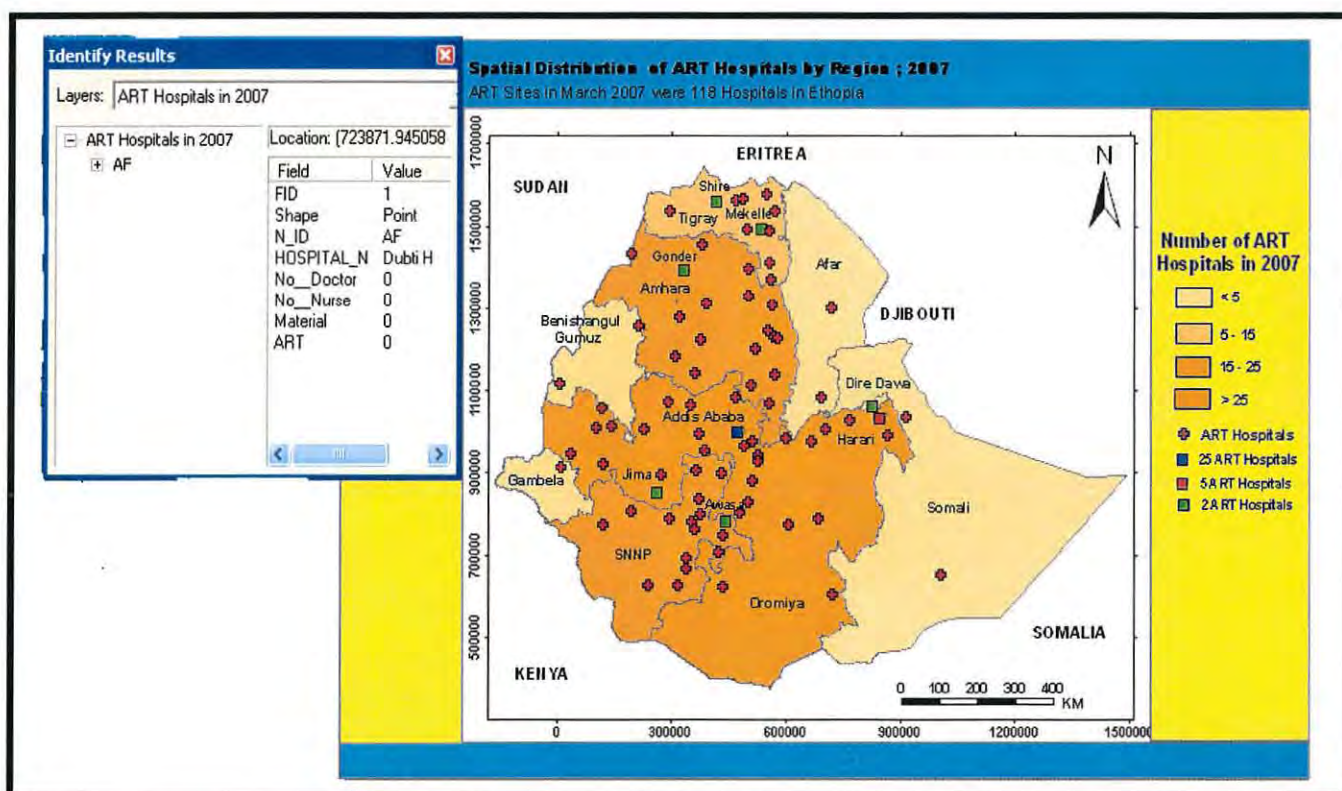 Identify Results
Layers: ART Hospitals in 2007
ART Hospitals in 2007
AF
Location: (723871.945058
Field Value
FID 1
Shape Point
N_ID AF
HOSPITAL_N Dubti H
No__Doctor 0
No__Nurse 0
Material 0
ART 0
Spatial Distribution of ART Hospitals by Region ; 2007
ART Sites in March 2007 were 118 Hospitals in Ethopia
1700000
1500000
1300000
1100000
900000
700000
500000
ERITREA
N
SUDAN
Shire
Tigray
Mekelle
Gonder
Afar
Amhara
DJIBOUTI
Benishangul
Gumuz
Dire Dawa
Addis Ababa
Harari
Jima
Gambela
Awasa
Somali
SNNP
Oromiya
SOMALIA
KENYA
0 100 200 300 400
KM
0 300000 600000 900000 1200000 1500000
Number of ART
Hospitals in 2007
< 5
5 - 15
15 - 25
> 25
ART Hospitals
25 ART Hospitals
5 ART Hospitals
2 ART Hospitals